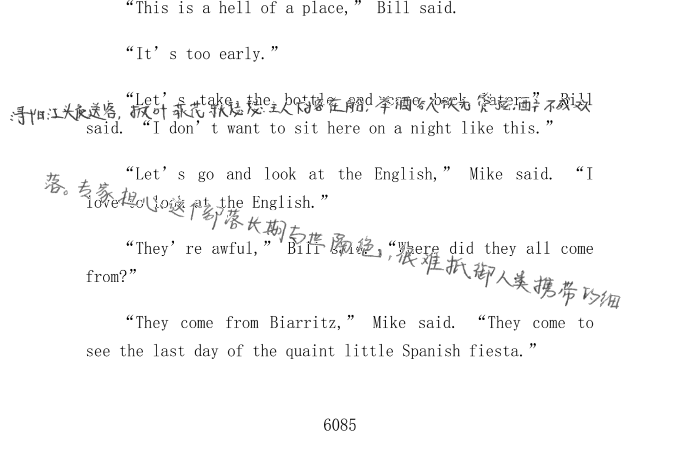 “This is a hell of a place,” Bill said.
“It’s too early.”
“Let’s take the bottle and come back later,” Bill
浔阳江头夜送客，枫叶荻花秋瑟瑟。主人下马客在船，举酒欲饮无管弦。醉不成欢
said. “I don’t want to sit here on a night like this.”
“Let’s go and look at the English,” Mike said. “I
落。专家担心这个部落长期与世隔绝，很难抵御人类携带的细
love to look at the English.”
“They’re awful,” Bill said. “Where did they all come
from?”
“They come from Biarritz,” Mike said. “They come to
see the last day of the quaint little Spanish fiesta.”
6085